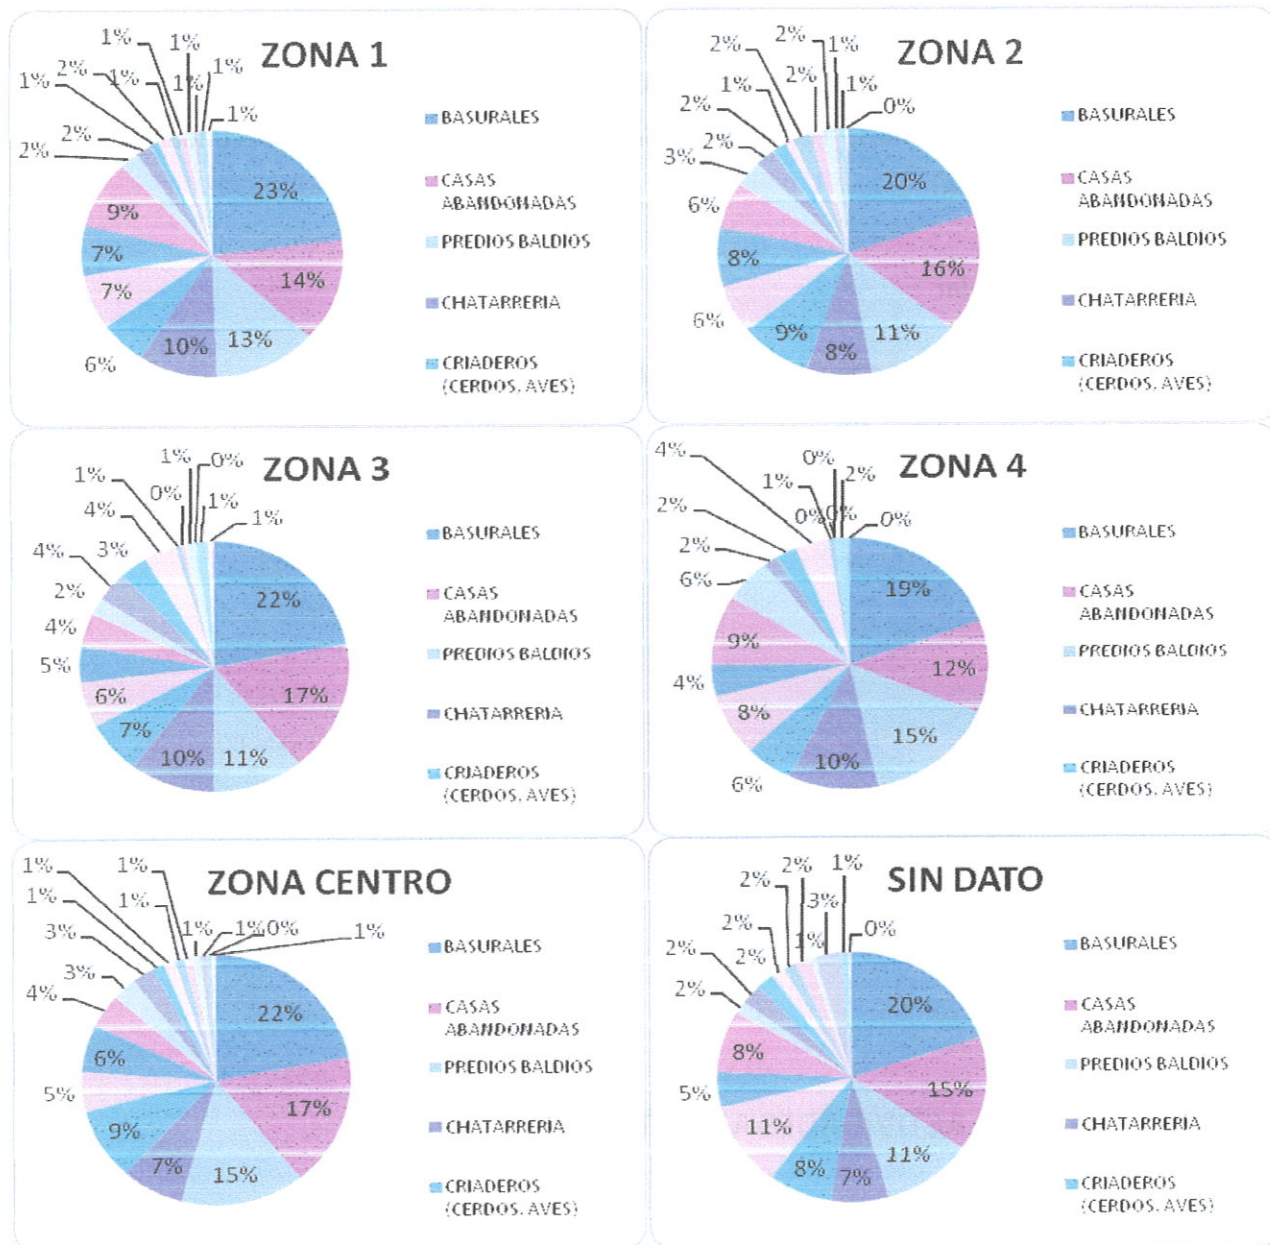 ZONA 1
1%
1%
1%
2%
1%
1%
1%
1%
1%
2%
2%
23%
14%
13%
10%
6%
7%
7%
9%
BASURALES
CASAS
ABANDONADAS
PREDIOS BALDIOS
CHATARRERIA
CRIADEROS
(CERDOS. AVES)
ZONA 2
2%
1%
2%
2%
1%
1%
0%
2%
2%
3%
20%
16%
11%
8%
9%
6%
8%
6%
BASURALES
CASAS
ABANDONADAS
PREDIOS BALDIOS
CHATARRERIA
CRIADEROS
(CERDOS. AVES)
ZONA 3
1%
0%
1%
0%
1%
4%
1%
4%
3%
2%
4%
5%
22%
17%
11%
10%
7%
6%
BASURALES
CASAS
ABANDONADAS
PREDIOS BALDIOS
CHATARRERIA
CRIADEROS
(CERDOS. AVES)
ZONA 4
4%
0%
1%
2%
2%
0%
0%
0%
2%
6%
19%
12%
15%
10%
6%
8%
4%
9%
BASURALES
CASAS
ABANDONADAS
PREDIOS BALDIOS
CHATARRERIA
CRIADEROS
(CERDOS. AVES)
ZONA CENTRO
1%
1%
1%
1%
3%
1%
1%
0%
1%
3%
4%
22%
17%
15%
7%
9%
5%
6%
BASURALES
CASAS
ABANDONADAS
PREDIOS BALDIOS
CHATARRERIA
CRIADEROS
(CERDOS. AVES)
SIN DATO
2%
1%
2%
3%
2%
1%
0%
2%
2%
2%
20%
15%
11%
7%
8%
11%
5%
8%
BASURALES
CASAS
ABANDONADAS
PREDIOS BALDIOS
CHATARRERIA
CRIADEROS
(CERDOS. AVES)